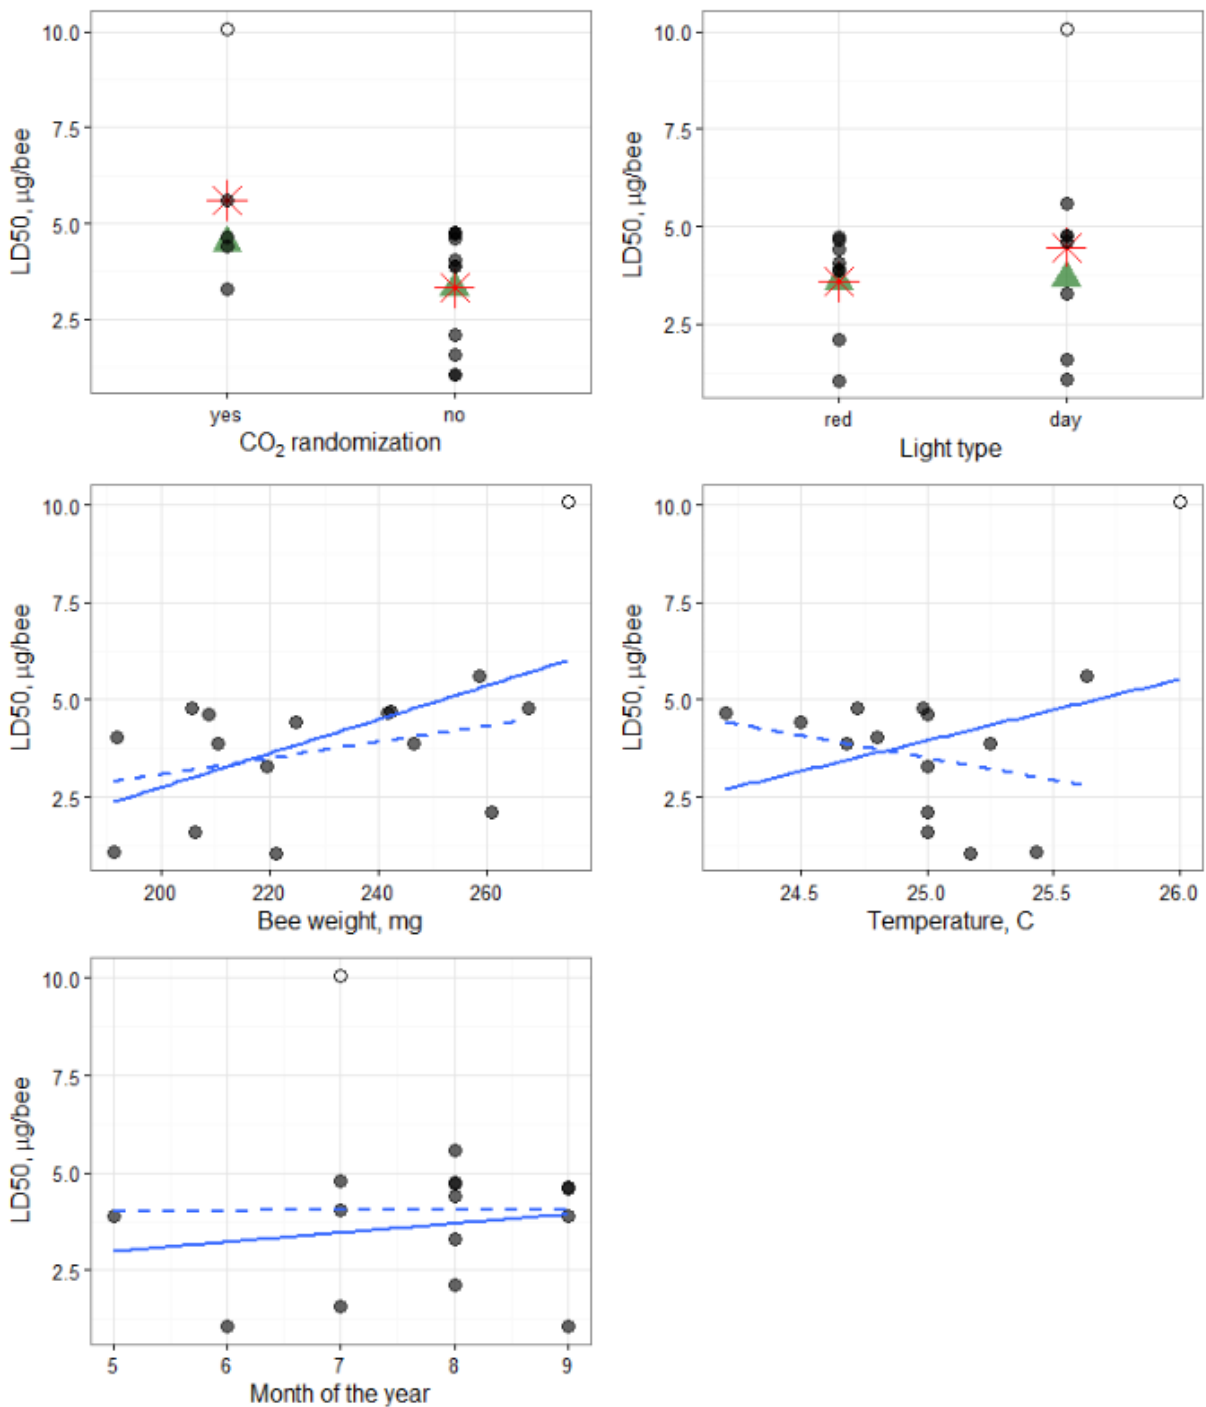 LD50, µg/bee
10.0
7.5
5.0
2.5
yes
no
CO₂ randomization
LD50, µg/bee
10.0
7.5
5.0
2.5
red
day
Light type
LD50, µg/bee
10.0
7.5
5.0
2.5
200
220
240
260
Bee weight, mg
LD50, µg/bee
10.0
7.5
5.0
2.5
24.5
25.0
25.5
26.0
Temperature, C
LD50, µg/bee
10.0
7.5
5.0
2.5
5
6
7
8
9
Month of the year